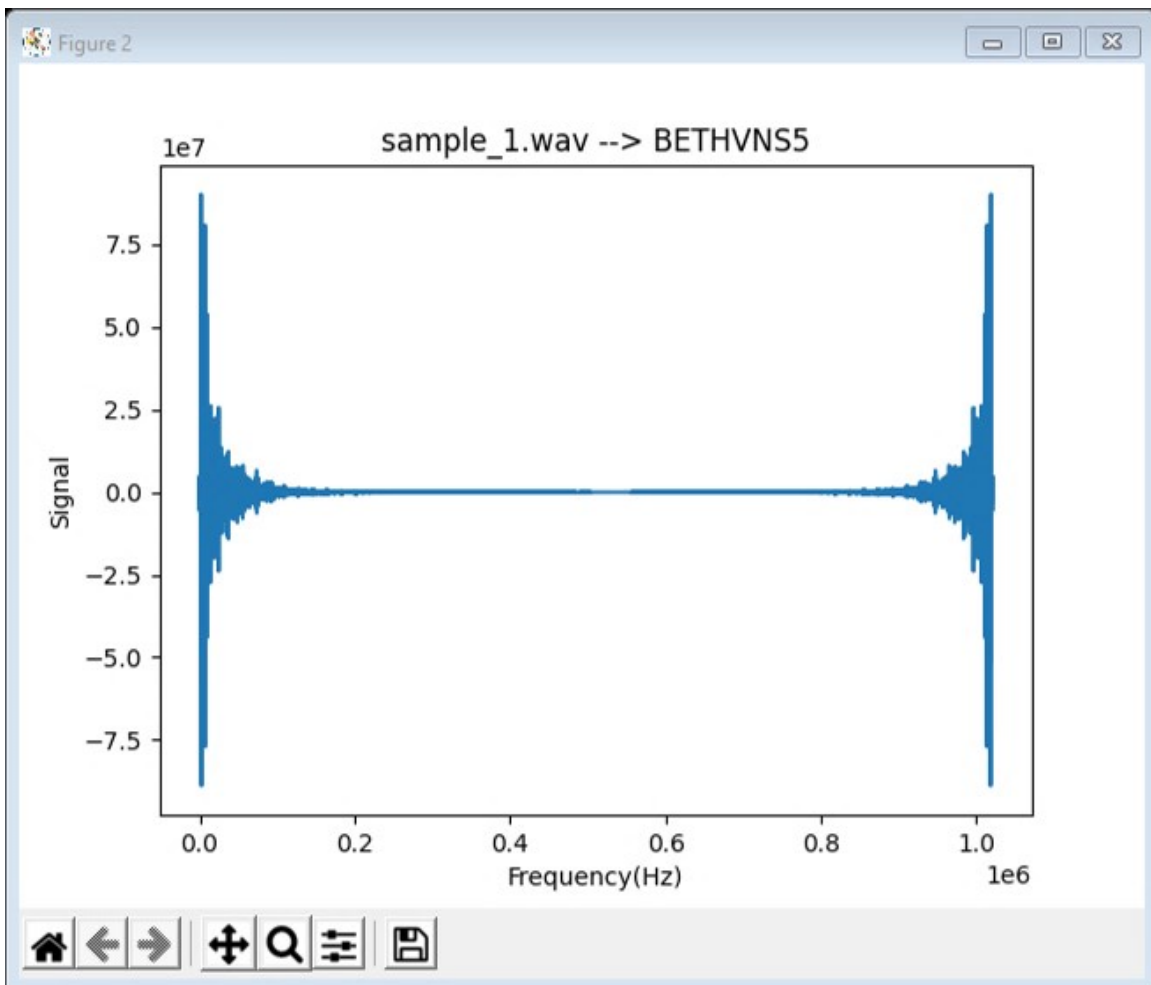 Figure 2
sample_1.wav --> BETHVNS5
1e7
7.5
5.0
2.5
0.0
−2.5
−5.0
−7.5
Signal
0.0 0.2 0.4 0.6 0.8 1.0
Frequency(Hz)
1e6